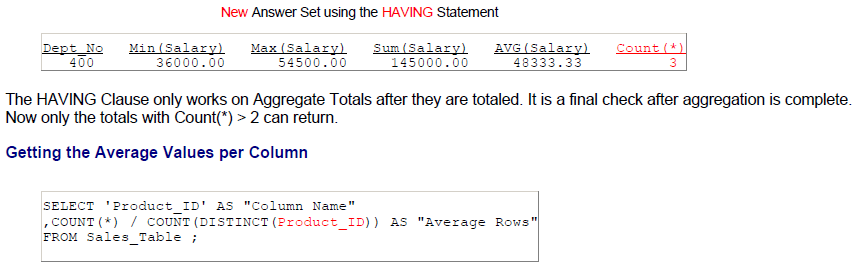 New Answer Set using the HAVING Statement
Dept_No Min(Salary) Max(Salary) Sum(Salary) AVG(Salary) Count(*)
400 36000.00 54500.00 145000.00 48333.33 3
The HAVING Clause only works on Aggregate Totals after they are totaled. It is a final check after aggregation is complete.
Now only the totals with Count(*) > 2 can return.
Getting the Average Values per Column
SELECT 'Product_ID' AS "Column Name"
,COUNT(*) / COUNT(DISTINCT(Product_ID)) AS "Average Rows"
FROM Sales_Table ;